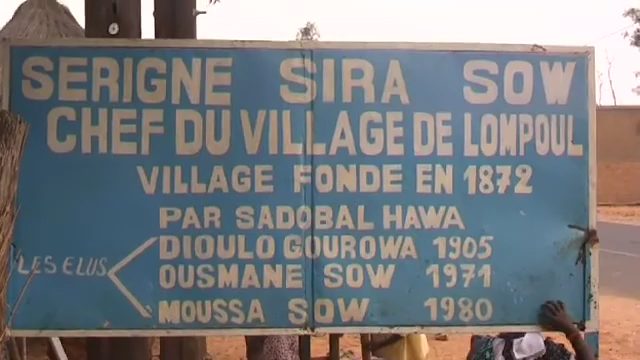 SERIGNE SIRA SOW
CHEF DU VILLAGE DE LOMPOUL
VILLAGE FONDE EN 1872
PAR SADOBAL HAWA
DIOULO GOUROWA 1905
LES ELUS
OUSMANE SOW 1971
MOUSSA SOW 1980